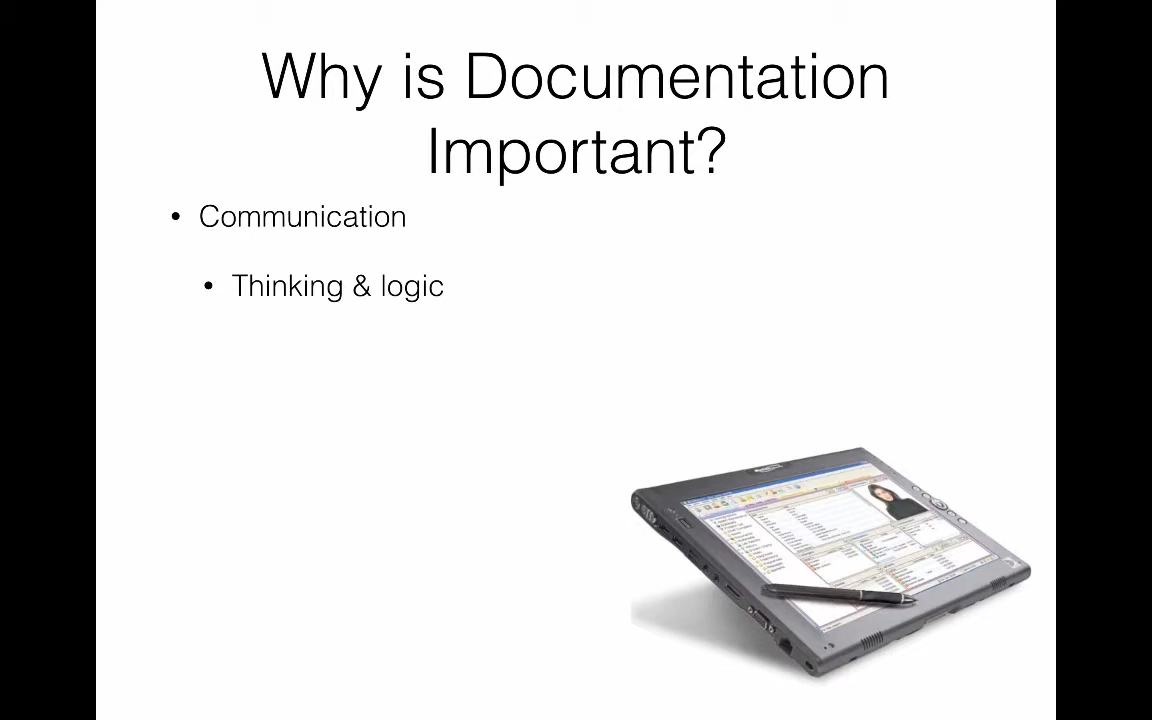 Why is Documentation
Important?
• Communication
• Thinking & logic